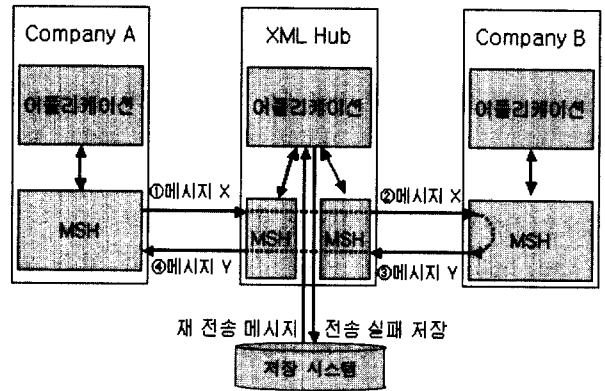 Company A
XML Hub
Company B
어플리케이션
어플리케이션
어플리케이션
①메시지 X
②메시지 X
MSH
MSH
MSH
MSH
④메시지 Y
③메시지 Y
재 전송 메시지
전송 실패 저장
저장 시스템